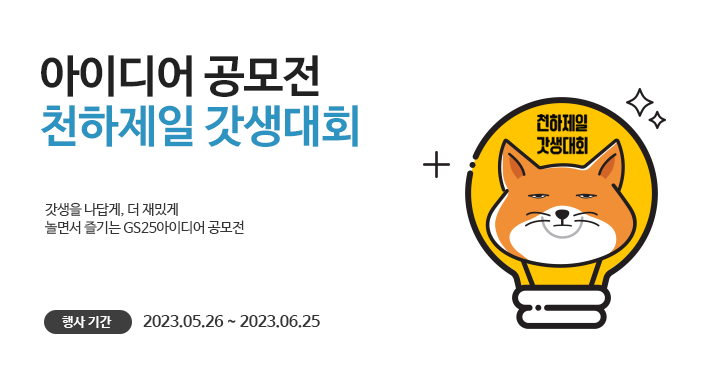 아이디어 공모전
천하제일 갓생대회
갓생을 나답게, 더 재밌게
놀면서 즐기는 GS25아이디어 공모전
행사 기간 2023.05.26 ~ 2023.06.25
천하제일
갓생대회